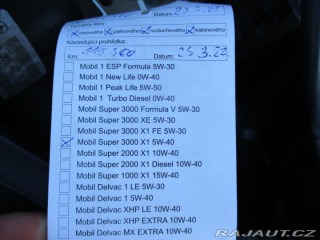 Datum: 23 3.21
olejového palivového vzduchového kabinového
Následující prohlídka:
Km: Datum: 23 3.22
Mobil 1 ESP Formula 5W-30
Mobil 1 New Life 0W-40
Mobil 1 Peak Life 5W-50
Mobil 1 Turbo Diesel 0W-40
Mobil Super 3000 Formula V 5W-30
Mobil Super 3000 XE 5W-30
Mobil Super 3000 X1 FE 5W-30
Mobil Super 3000 X1 5W-40
Mobil Super 2000 X1 10W-40
Mobil Super 2000 X1 Diesel 10W-40
Mobil Super 1000 X1 15W-40
Mobil Delvac 1 LE 5W-30
Mobil Delvac 1 5W-40
Mobil Delvac XHP LE 10W-40
Mobil Delvac XHP EXTRA 10W-40
Mobil Delvac MX EXTRA 10W-40
RAJAUT.CZ